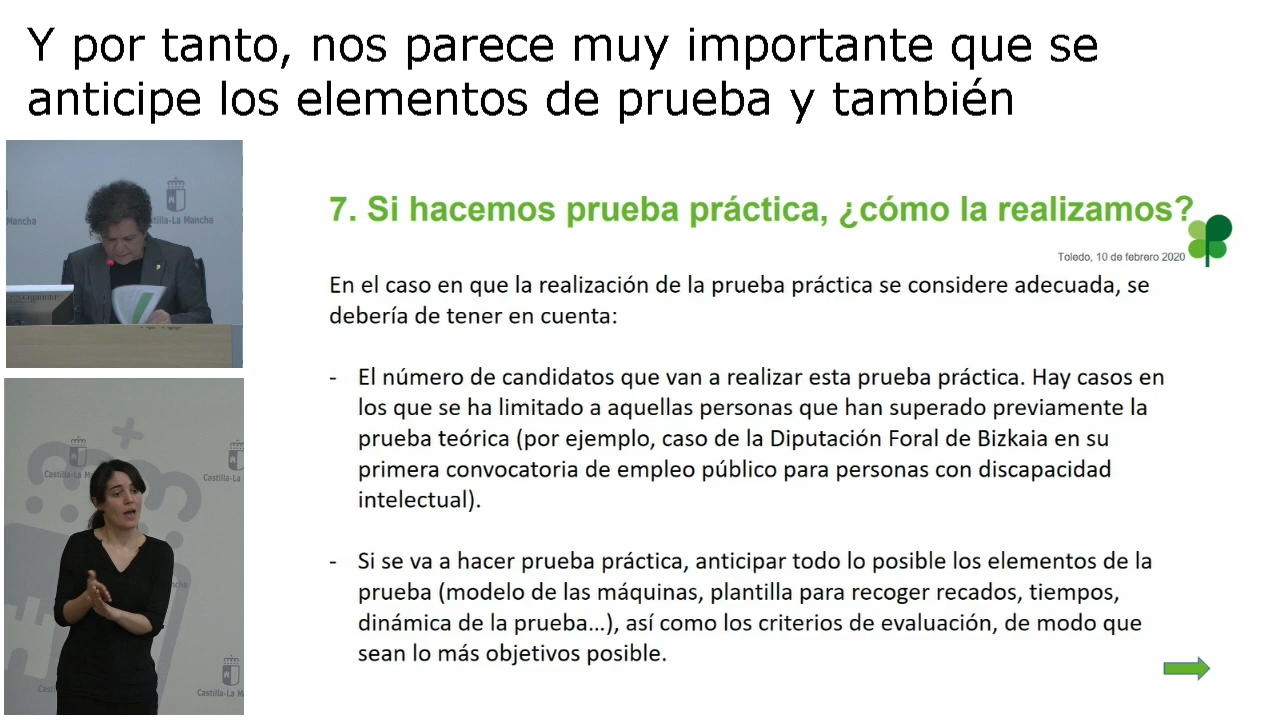 Y por tanto, nos parece muy importante que se
anticipe los elementos de prueba y también
Castilla-La Mancha
7. Si hacemos prueba práctica, ¿cómo la realizamos?
Toledo, 10 de febrero 2020
En el caso en que la realización de la prueba práctica se considere adecuada, se
debería de tener en cuenta:
- El número de candidatos que van a realizar esta prueba práctica. Hay casos en
los que se ha limitado a aquellas personas que han superado previamente la
prueba teórica (por ejemplo, caso de la Diputación Foral de Bizkaia en su
primera convocatoria de empleo público para personas con discapacidad
intelectual).
- Si se va a hacer prueba práctica, anticipar todo lo posible los elementos de la
prueba (modelo de las máquinas, plantilla para recoger recados, tiempos,
dinámica de la prueba…), así como los criterios de evaluación, de modo que
sean lo más objetivos posible.